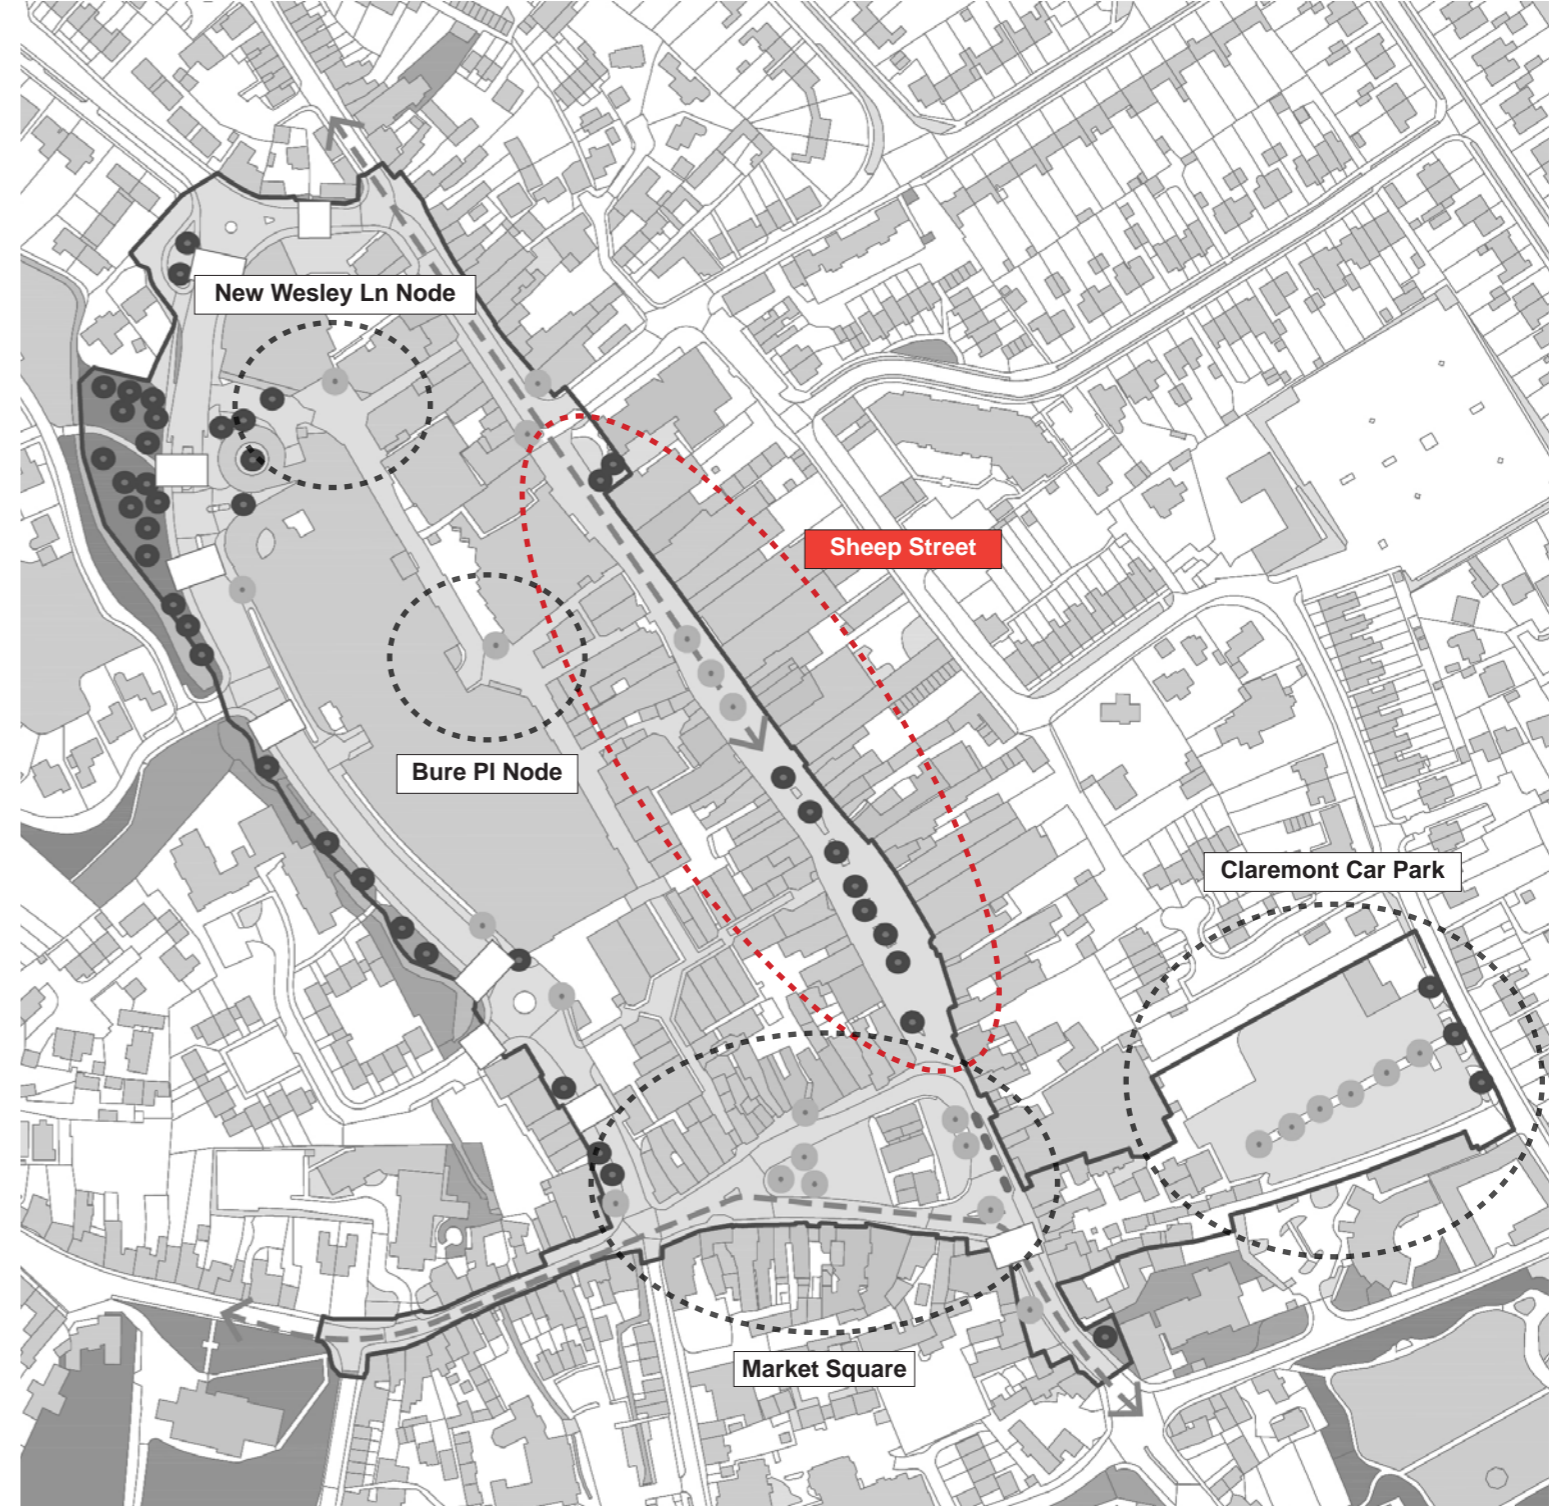 New Wesley Ln Node
Sheep Street
Bure Pl Node
Claremont Car Park
Market Square